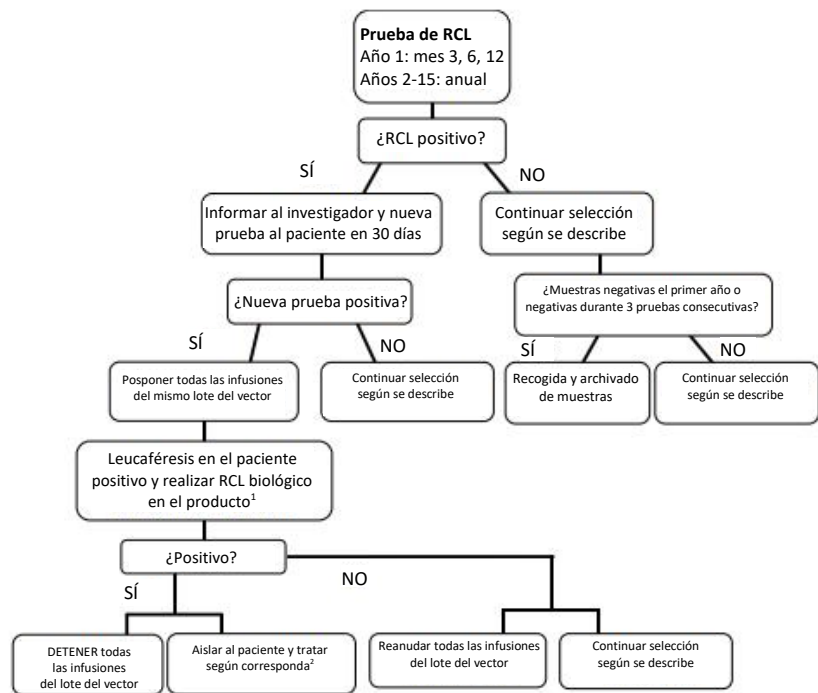 Prueba de RCL
Año 1: mes 3, 6, 12
Años 2-15: anual
¿RCL positivo?
SÍ
NO
Informar al investigador y nueva
prueba al paciente en 30 días
Continuar selección
según se describe
¿Nueva prueba positiva?
¿Muestras negativas el primer año o
negativas durante 3 pruebas consecutivas?
SÍ
NO
SÍ
NO
Posponer todas las infusiones
del mismo lote del vector
Continuar selección
según se describe
Recogida y archivado
de muestras
Continuar selección
según se describe
Leucaféresis en el paciente
positivo y realizar RCL biológico
en el producto1
¿Positivo?
SÍ
NO
DETENER todas
las infusiones
del lote del vector
Aislar al paciente y tratar
según corresponda2
Reanudar todas las infusiones
del lote del vector
Continuar selección
según se describe